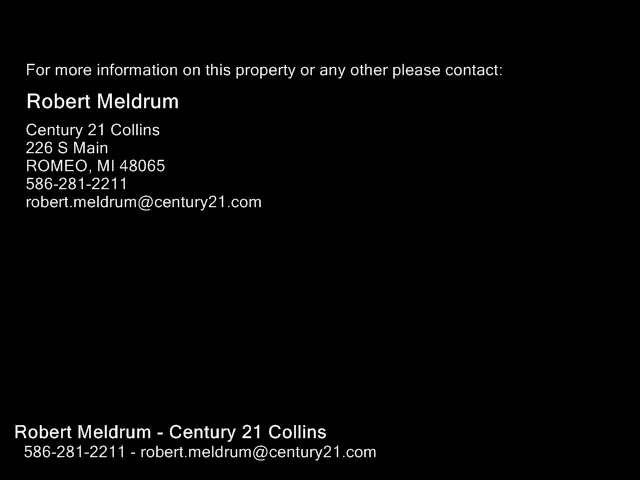 For more information on this property or any other please contact:
Robert Meldrum
Century 21 Collins
226 S Main
ROMEO, MI 48065
586-281-2211
robert.meldrum@century21.com
Robert Meldrum - Century 21 Collins
586-281-2211 - robert.meldrum@century21.com